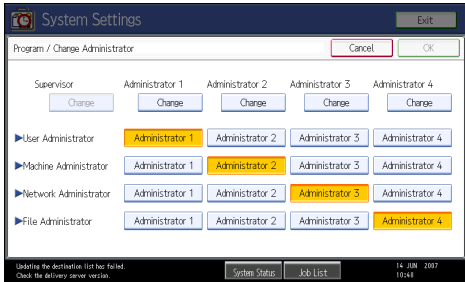 System Settings Exit
Program / Change Administrator Cancel OK
Supervisor Administrator 1 Administrator 2 Administrator 3 Administrator 4
Change Change Change Change Change
▶User Administrator Administrator 1 Administrator 2 Administrator 3 Administrator 4
▶Machine Administrator Administrator 1 Administrator 2 Administrator 3 Administrator 4
▶Network Administrator Administrator 1 Administrator 2 Administrator 3 Administrator 4
▶File Administrator Administrator 1 Administrator 2 Administrator 3 Administrator 4
Updating the destination list has failed. System Status Job List 14 JUN 2007
Check the delivery server version. 10:40